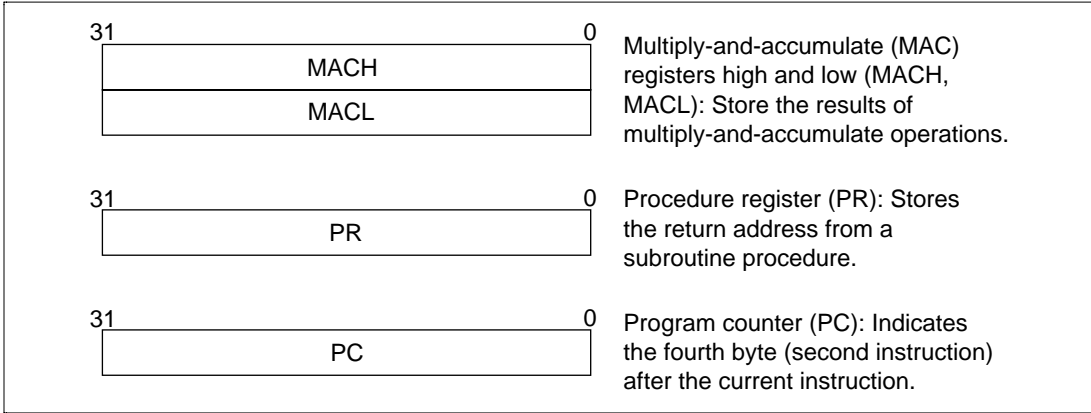 31 0
MACH
MACL
Multiply-and-accumulate (MAC)
registers high and low (MACH,
MACL): Store the results of
multiply-and-accumulate operations.
31 0
PR
Procedure register (PR): Stores
the return address from a
subroutine procedure.
31 0
PC
Program counter (PC): Indicates
the fourth byte (second instruction)
after the current instruction.